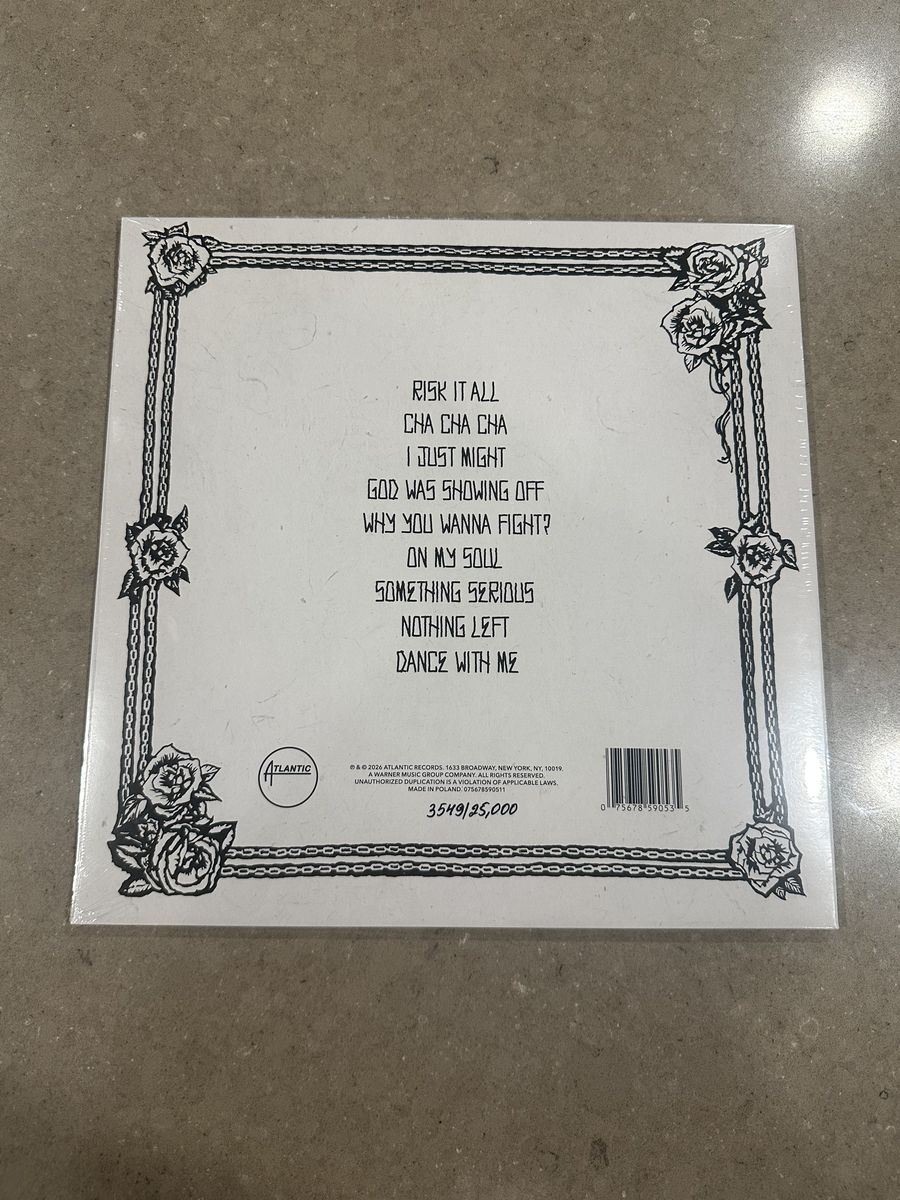 RISK IT ALL
CHA CHA CHA
I JUST MIGHT
GOD WAS SHOWING OFF
WHY YOU WANNA FIGHT?
ON MY SOUL
SOMETHING SERIOUS
NOTHING LEFT
DANCE WITH ME
ATLANTIC
℗ & © 2026 ATLANTIC RECORDS. 1633 BROADWAY, NEW YORK, NY, 10019.
A WARNER MUSIC GROUP COMPANY. ALL RIGHTS RESERVED.
UNAUTHORIZED DUPLICATION IS A VIOLATION OF APPLICABLE LAWS.
MADE IN POLAND. 075678590511
3549/25,000
0 75678 59053 5